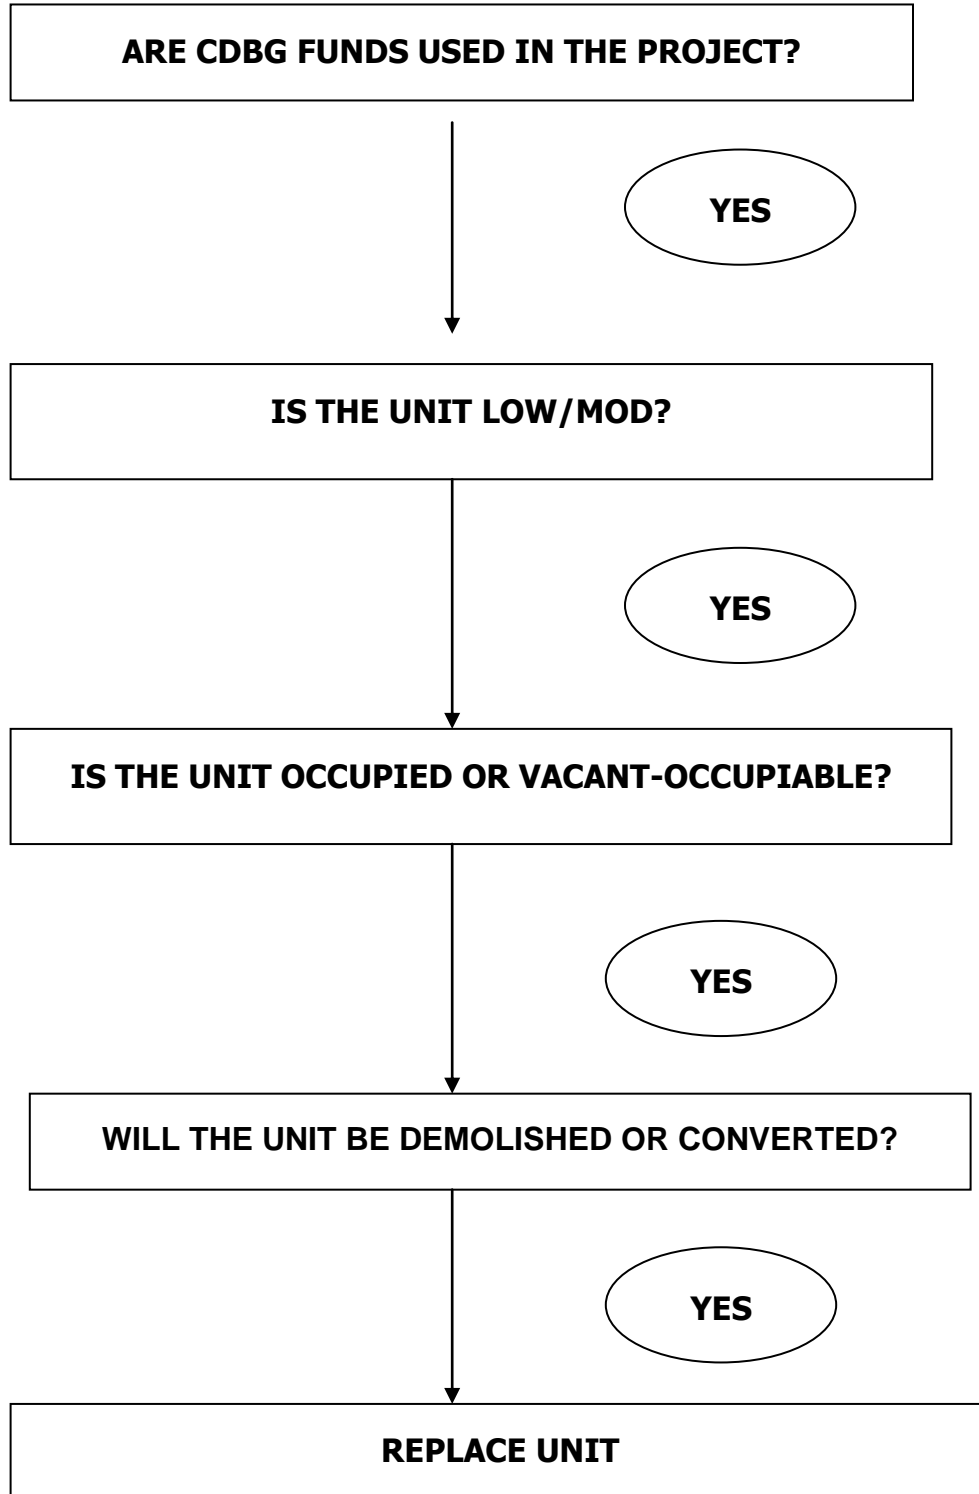 ARE CDBG FUNDS USED IN THE PROJECT?
YES
IS THE UNIT LOW/MOD?
YES
IS THE UNIT OCCUPIED OR VACANT-OCCUPIABLE?
YES
WILL THE UNIT BE DEMOLISHED OR CONVERTED?
YES
REPLACE UNIT